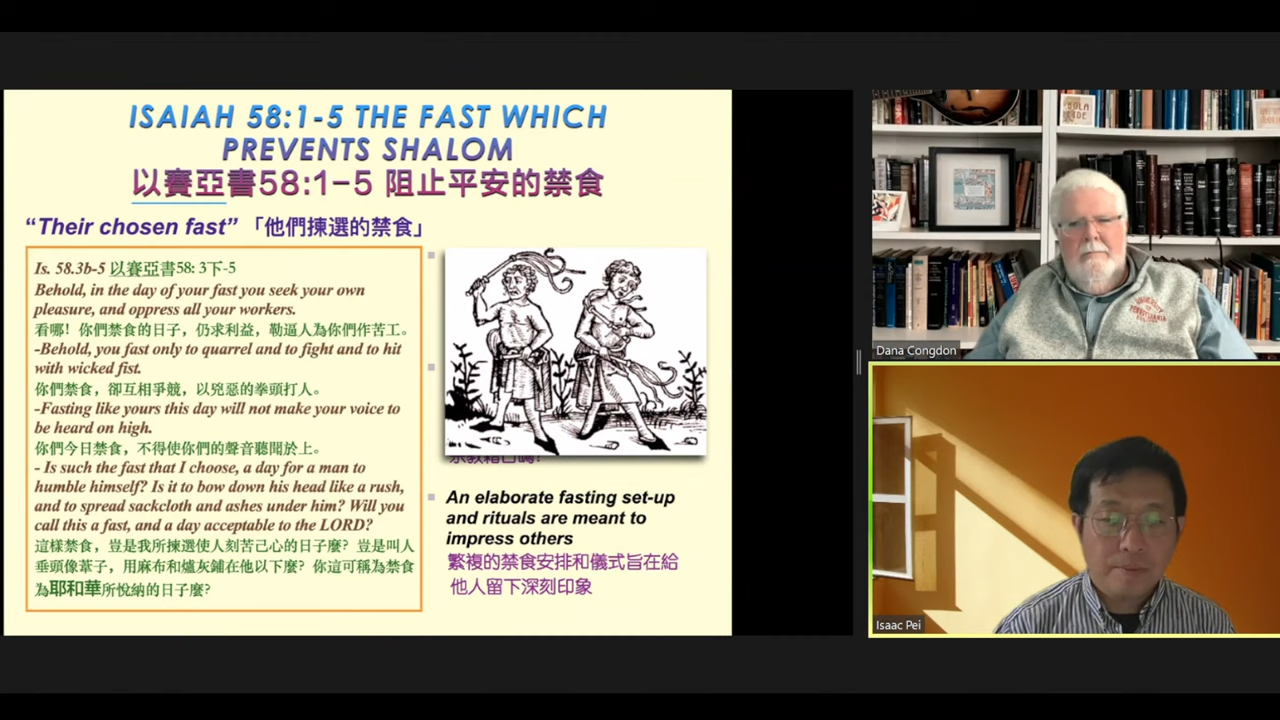 ISAIAH 58:1-5 THE FAST WHICH
PREVENTS SHALOM
以賽亞書58:1-5 阻止平安的禁食
“Their chosen fast” 「他們揀選的禁食」
Is. 58.3b-5 以賽亞書58: 3下-5
Behold, in the day of your fast you seek your own
pleasure, and oppress all your workers.
看哪！你們禁食的日子，仍求利益，勒逼人為你們作苦工。
-Behold, you fast only to quarrel and to fight and to hit
with wicked fist.
你們禁食，卻互相爭競，以兇惡的拳頭打人。
-Fasting like yours this day will not make your voice to
be heard on high.
你們今日禁食，不得使你們的聲音聽聞於上。
- Is such the fast that I choose, a day for a man to
humble himself? Is it to bow down his head like a rush,
and to spread sackcloth and ashes under him? Will you
call this a fast, and a day acceptable to the LORD?
這樣禁食，豈是我所揀選使人刻苦己心的日子麼？豈是叫人
垂頭像葦子，用麻布和爐灰鋪在他以下麼？你這可稱為禁食
為耶和華所悅納的日子麼?
An elaborate fasting set-up
and rituals are meant to
impress others
繁複的禁食安排和儀式旨在給
他人留下深刻印象
SOLA
FIDE
PENNSYLVANIA
Dana Congdon
Isaac Pei